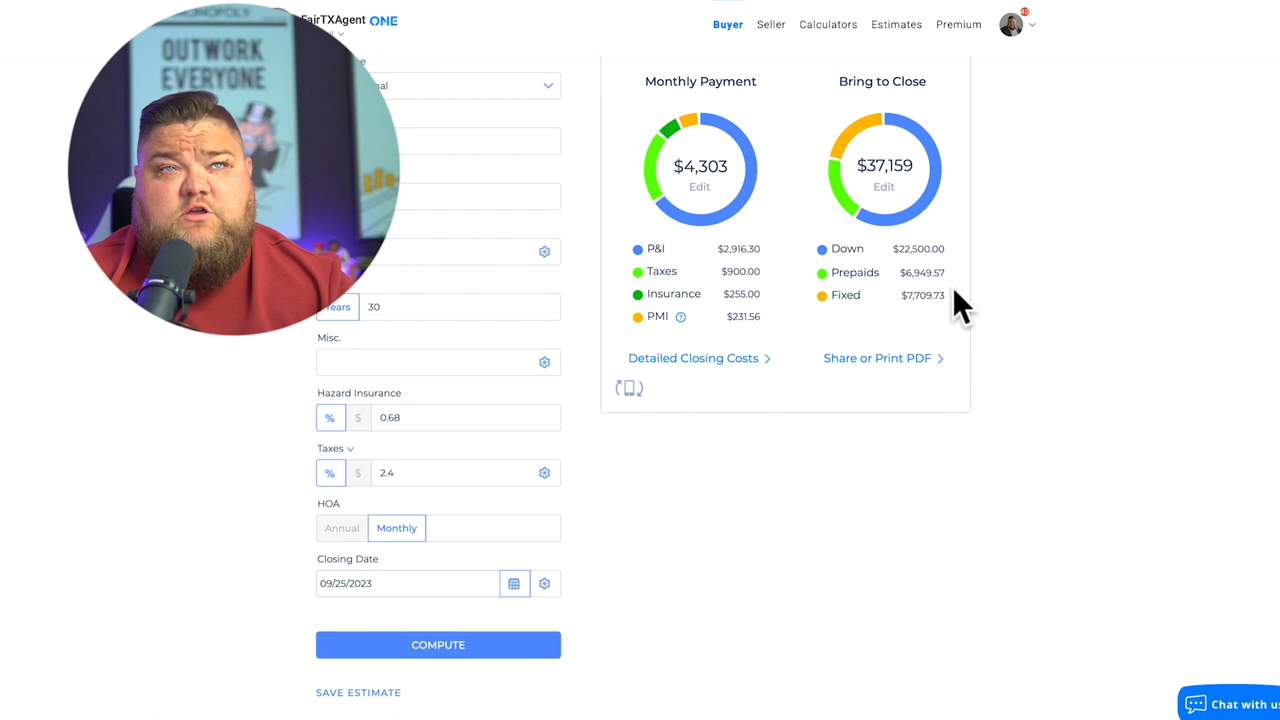 MONOPOLY
OUTWORK
EVERYONE
FairTXAgent ONE
Buyer
Seller
Calculators
Estimates
Premium
nal
Years
30
Misc.
Hazard Insurance
%
$
0.68
Taxes
%
$
2.4
HOA
Annual
Monthly
Closing Date
09/25/2023
COMPUTE
SAVE ESTIMATE
Monthly Payment
$4,303
Edit
P&I $2,916.30
Taxes $900.00
Insurance $255.00
PMI ? $231.56
Detailed Closing Costs
Bring to Close
$37,159
Edit
Down $22,500.00
Prepaids $6,949.57
Fixed $7,709.73
Share or Print PDF
Chat with us